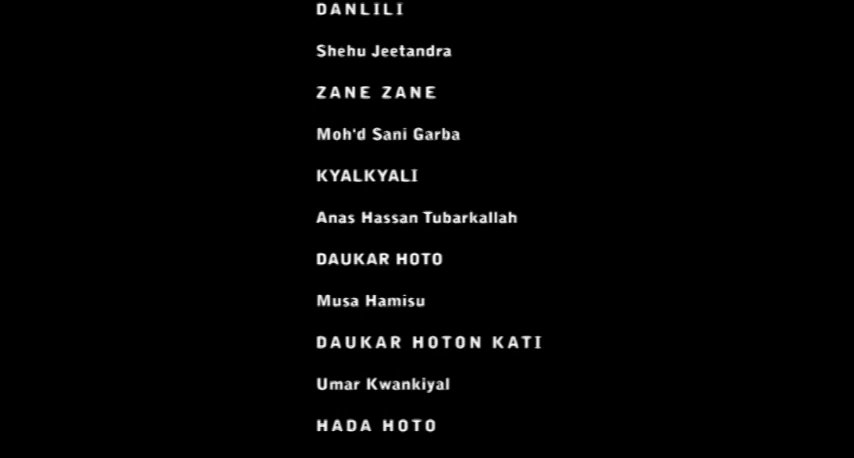 DANLILI
Shehu Jeetandra
ZANE ZANE
Moh'd Sani Garba
KYALKYALI
Anas Hassan Tubarkallah
DAUKAR HOTO
Musa Hamisu
DAUKAR HOTON KATI
Umar Kwankiyal
HADA HOTO